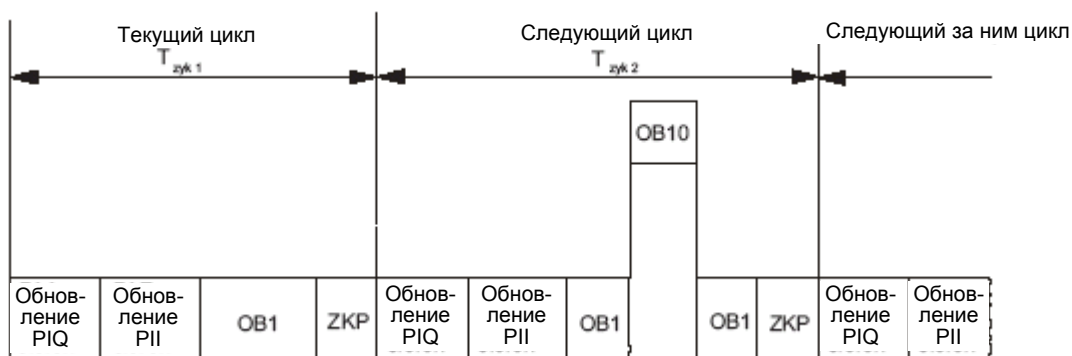 Текущий цикл
T zyk 1
Следующий цикл
T zyk 2
Следующий за ним цикл
OB10
Обнов-
ление
PIQ
Обнов-
ление
PII
OB1
ZKP
Обнов-
ление
PIQ
Обнов-
ление
PII
OB1
OB1
ZKP
Обнов-
ление
PIQ
Обнов-
ление
PII